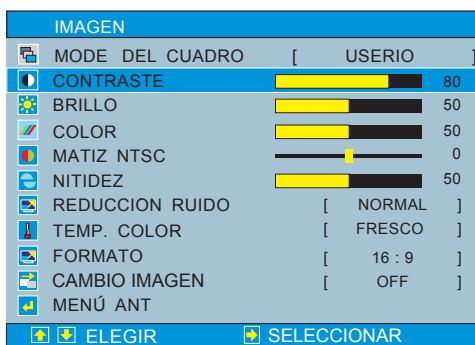 IMAGEN
MODE DEL CUADRO [ USERIO ]
CONTRASTE 80
BRILLO 50
COLOR 50
MATIZ NTSC 0
NITIDEZ 50
REDUCCION RUIDO [ NORMAL ]
TEMP. COLOR [ FRESCO ]
FORMATO [ 16 : 9 ]
CAMBIO IMAGEN [ OFF ]
MENÚ ANT
ELEGIR SELECCIONAR